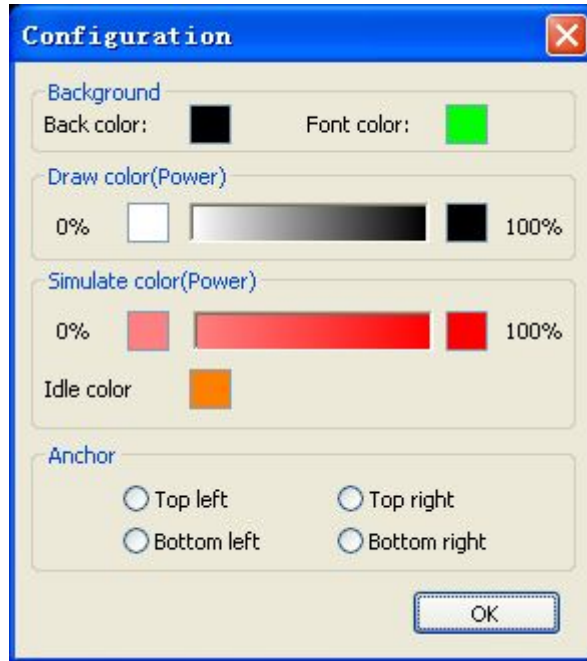 Configuration
Background
Back color: Font color:
Draw color(Power)
0% 100%
Simulate color(Power)
0% 100%
Idle color
Anchor
Top left Top right
Bottom left Bottom right
OK